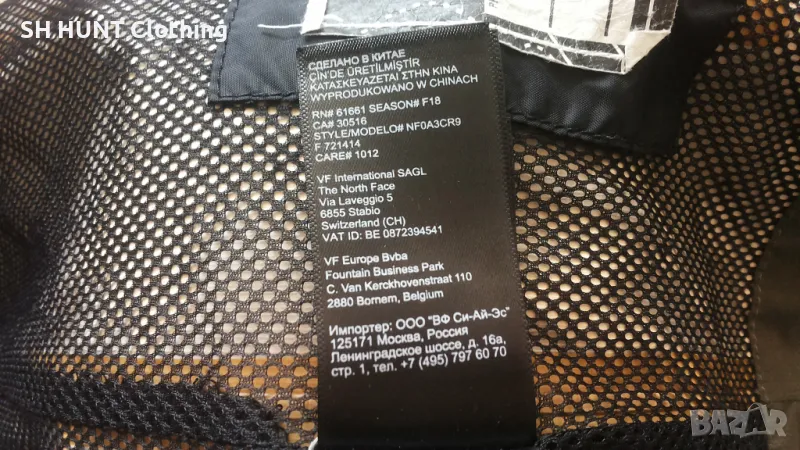 SH.HUNT Clothing
СДЕЛАНО В КИТАЕ
ÇİN'DE ÜRETİLMİŞTİR
ΚΑΤΑΣΚΕΥΑΖΕΤΑΙ ΣΤΗΝ ΚΙΝΑ
WYPRODUKOWANO W CHINACH
RN# 61661 SEASON# F18
CA# 30516
STYLE/MODELO# NF0A3CR9
F 721414
CARE# 1012
VF International SAGL
The North Face
Via Laveggio 5
6855 Stabio
Switzerland (CH)
VAT ID: BE 0872394541
VF Europe Bvba
Fountain Business Park
C. Van Kerckhovenstraat 110
2880 Bornem, Belgium
Импортер: ООО "ВФ Си-Ай-Эс"
125171 Москва, Россия
Ленинградское шоссе, д. 16а,
стр. 1, тел. +7 (495) 797 60 70
BAZAR